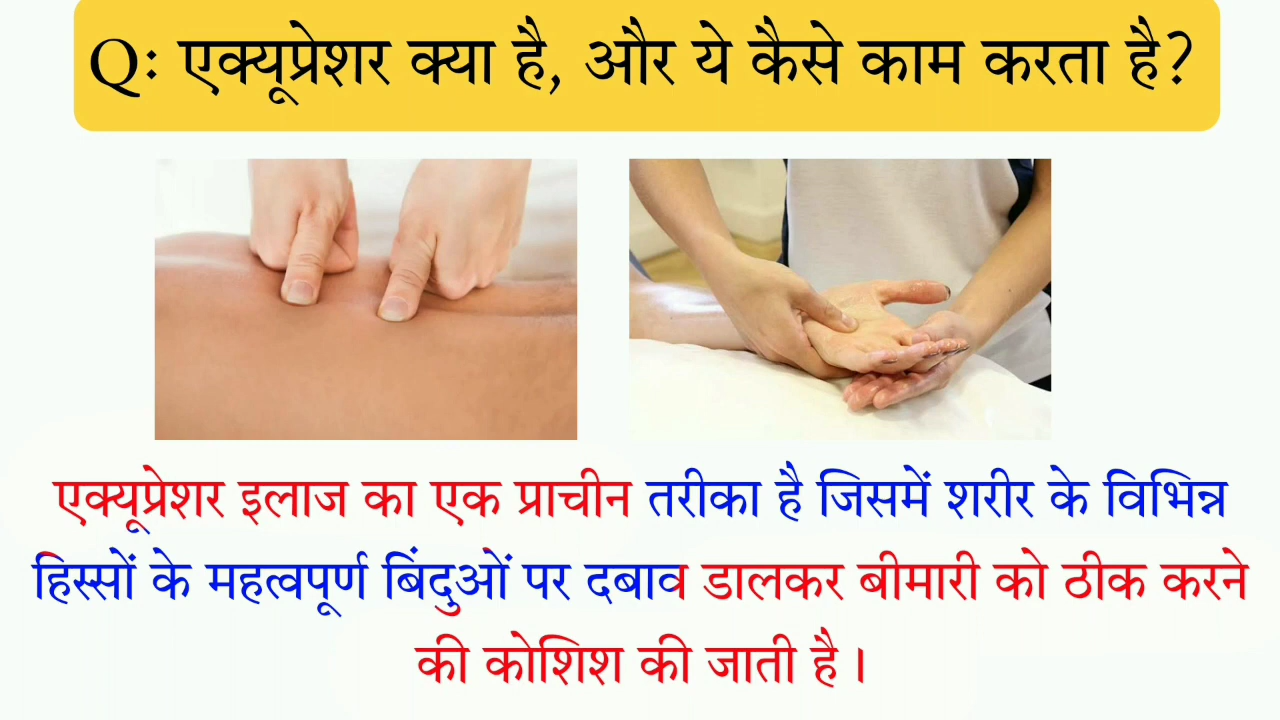 Q: एक्यूप्रेशर क्या है, और ये कैसे काम करता है?
एक्यूप्रेशर इलाज का एक प्राचीन तरीका है जिसमें शरीर के विभिन्न
हिस्सों के महत्वपूर्ण बिंदुओं पर दबाव डालकर बीमारी को ठीक करने
की कोशिश की जाती है।